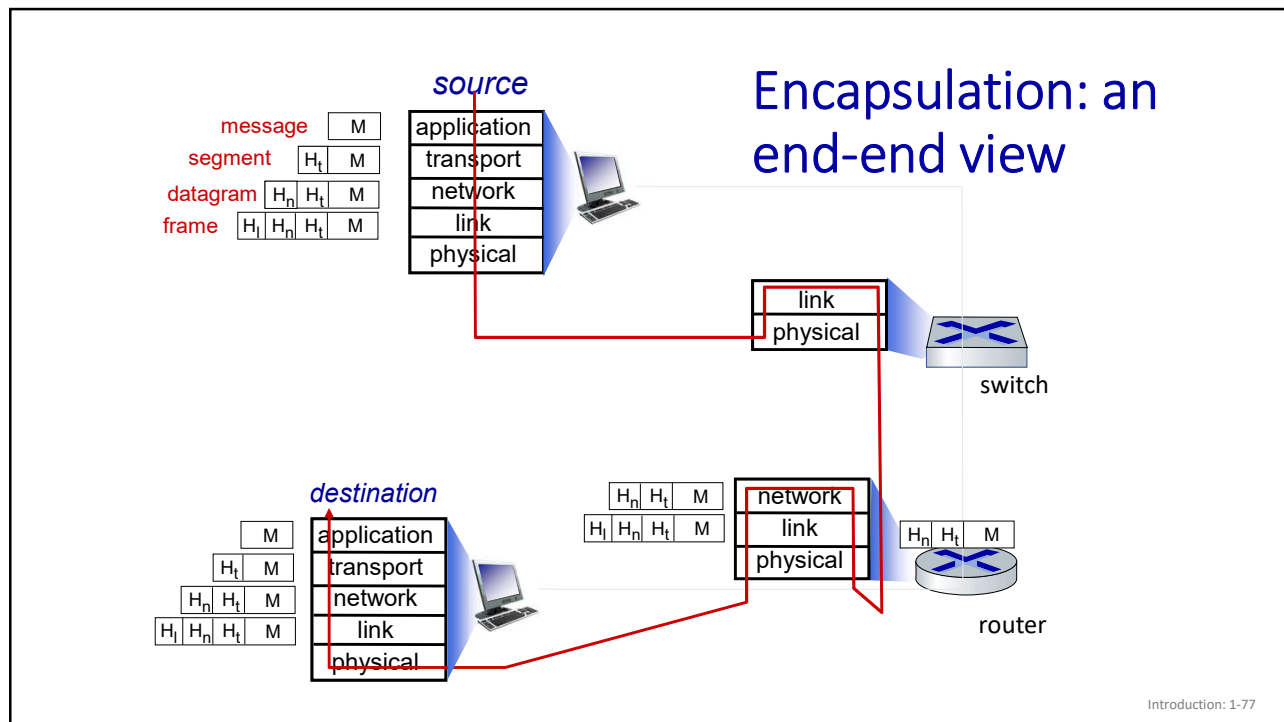 Encapsulation: an
end-end view
source
message M application
segment Ht M transport
datagram Hn Ht M network
frame Hl Hn Ht M link
physical
link
physical
switch
destination
M application
Ht M transport
Hn Ht M network
Hl Hn Ht M link
physical
Hn Ht M network
Hl Hn Ht M link
physical
Hn Ht M
router
Introduction: 1-77